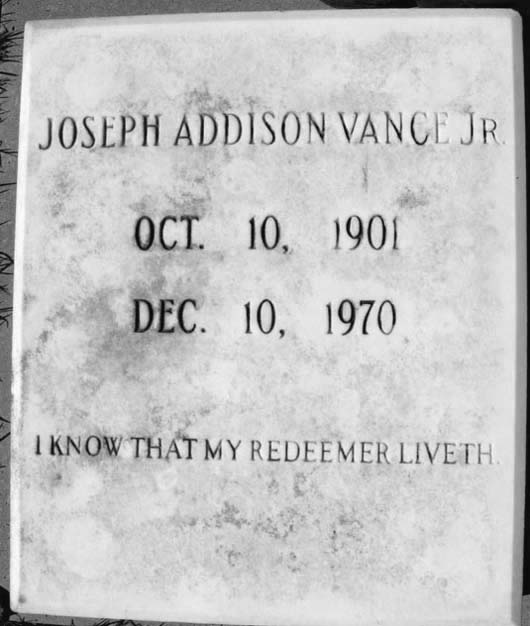 JOSEPH ADDISON VANCE JR.
OCT. 10, 1901
DEC. 10, 1970
I KNOW THAT MY REDEEMER LIVETH.